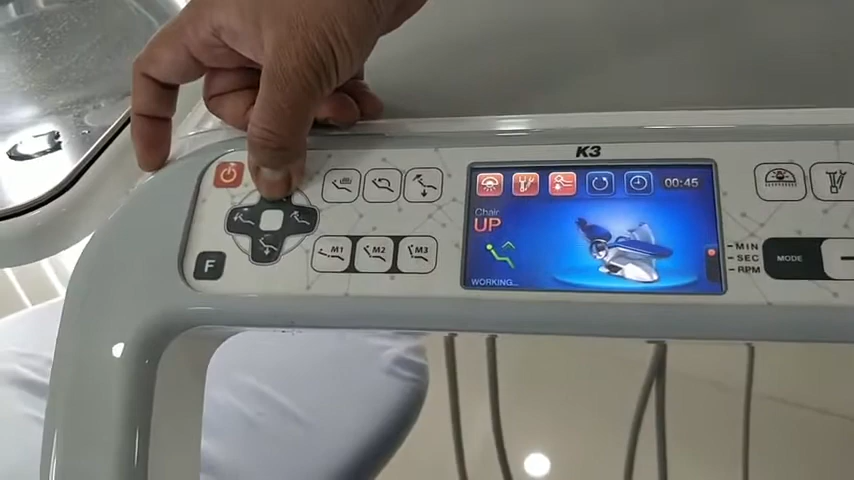 K3
00:45
Chair
UP
WORKING...
M1
M2
M3
F
MIN
SEC
RPM
MODE